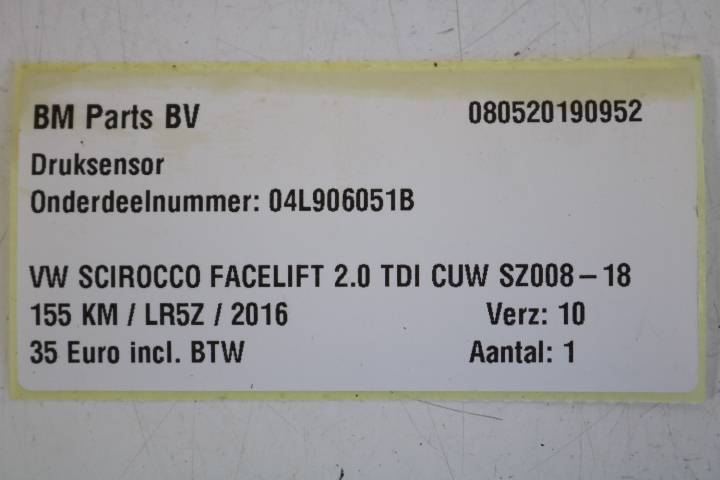 BM Parts BV 080520190952
Druksensor
Onderdeelnummer: 04L906051B
VW SCIROCCO FACELIFT 2.0 TDI CUW SZ008-18
155 KM / LR5Z / 2016 Verz: 10
35 Euro incl. BTW Aantal: 1